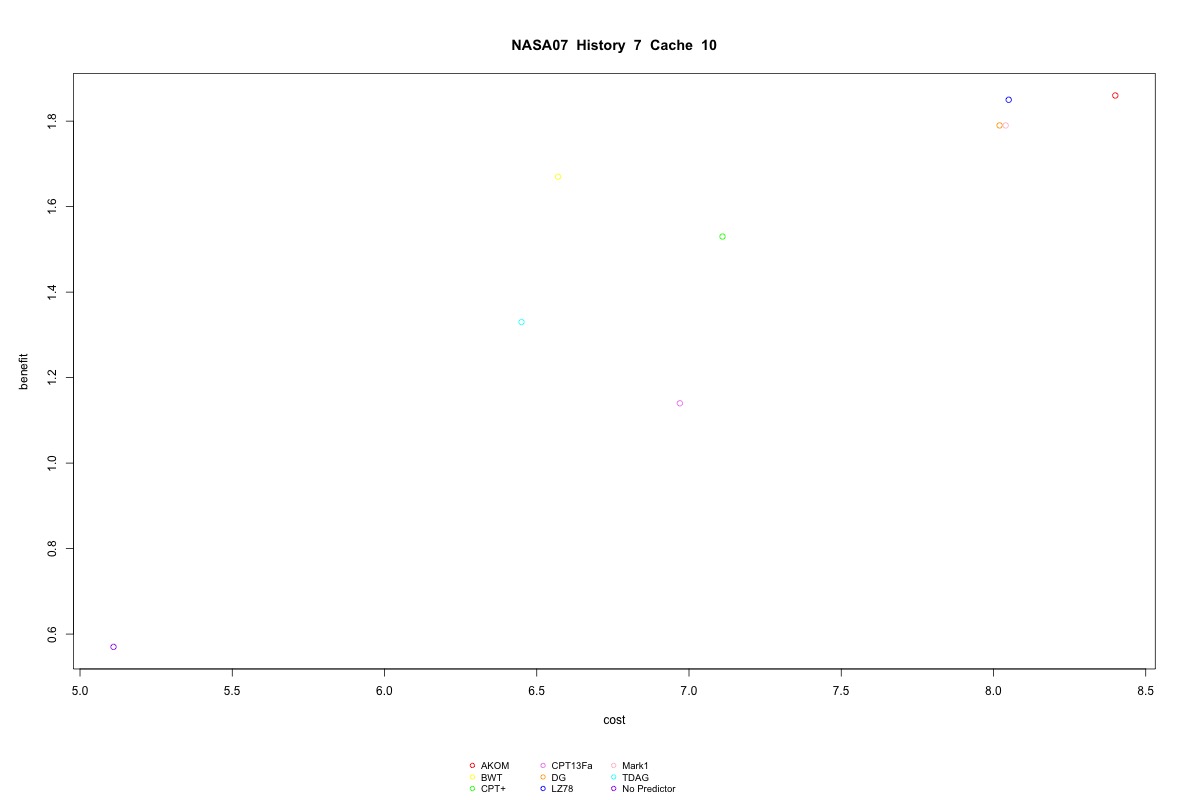 NASA07 History 7 Cache 10
1.8
1.6
1.4
1.2
1.0
0.8
0.6
benefit
5.0 5.5 6.0 6.5 7.0 7.5 8.0 8.5
cost
AKOM CPT13Fa Mark1
BWT DG TDAG
CPT+ LZ78 No Predictor